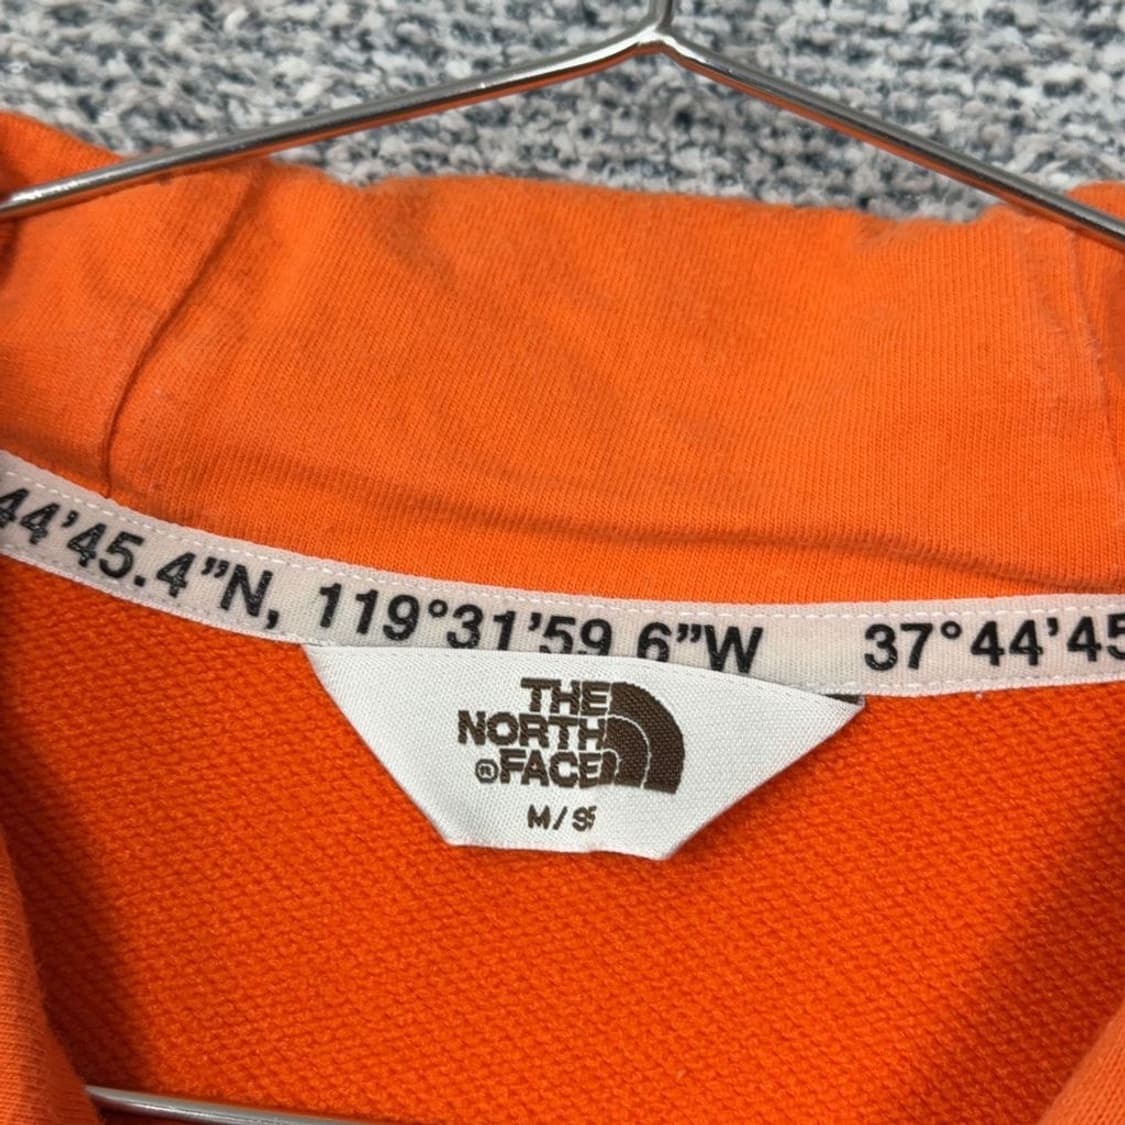 44’45.4”N, 119°31’59.6”W 37°44’45
THE
NORTH
®FACE
M/S